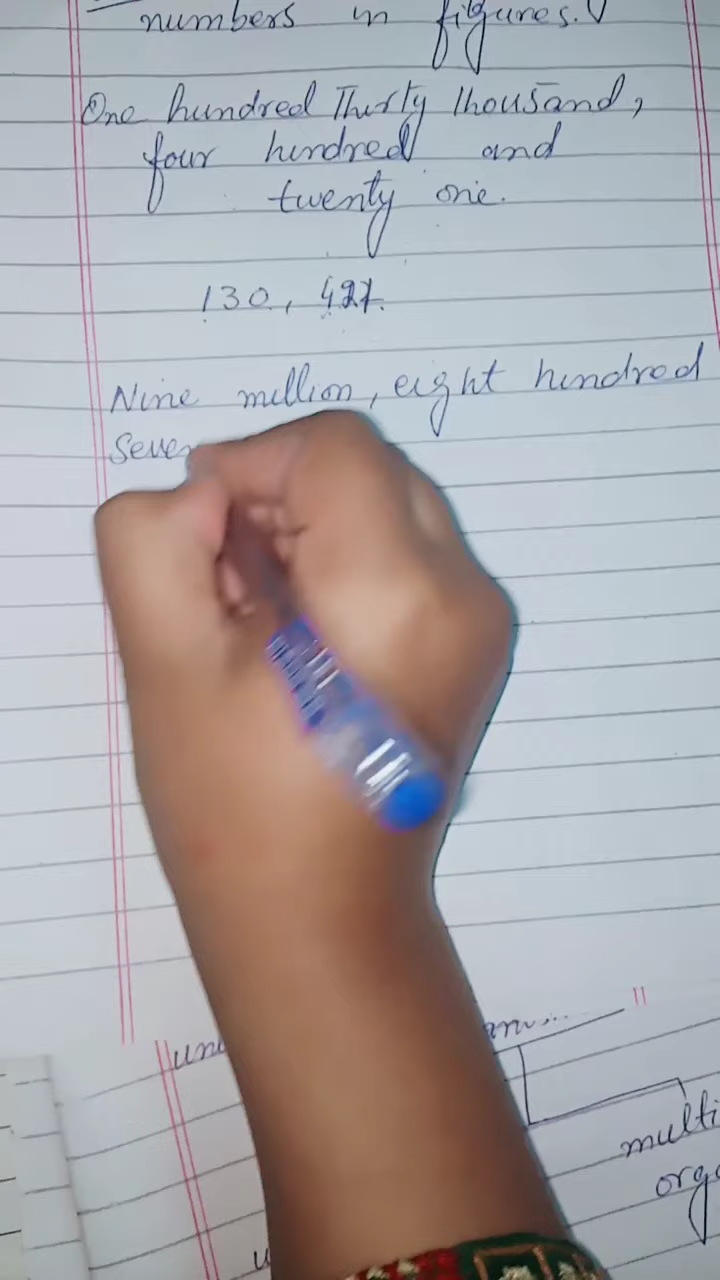 numbers in figures.
One hundred Thirty Thousand,
four hundred and
twenty one.
130, 421.
Nine million, eight hundred
Seven
multi